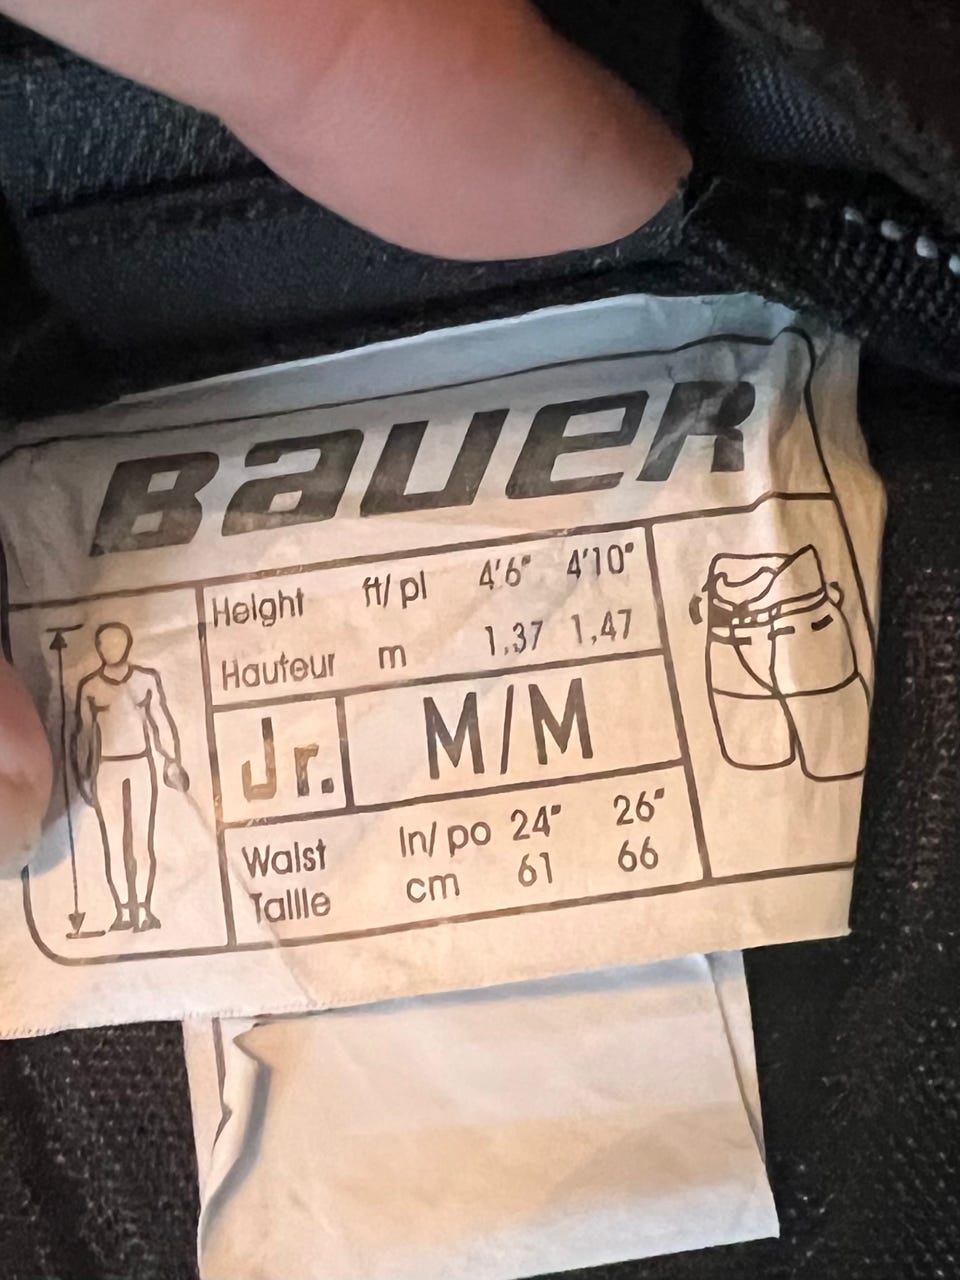 BAUER
Height ft/pl 4'6" 4'10"
Hauteur m 1,37 1,47
Jr. M/M
Waist In/po 24" 26"
Taille cm 61 66